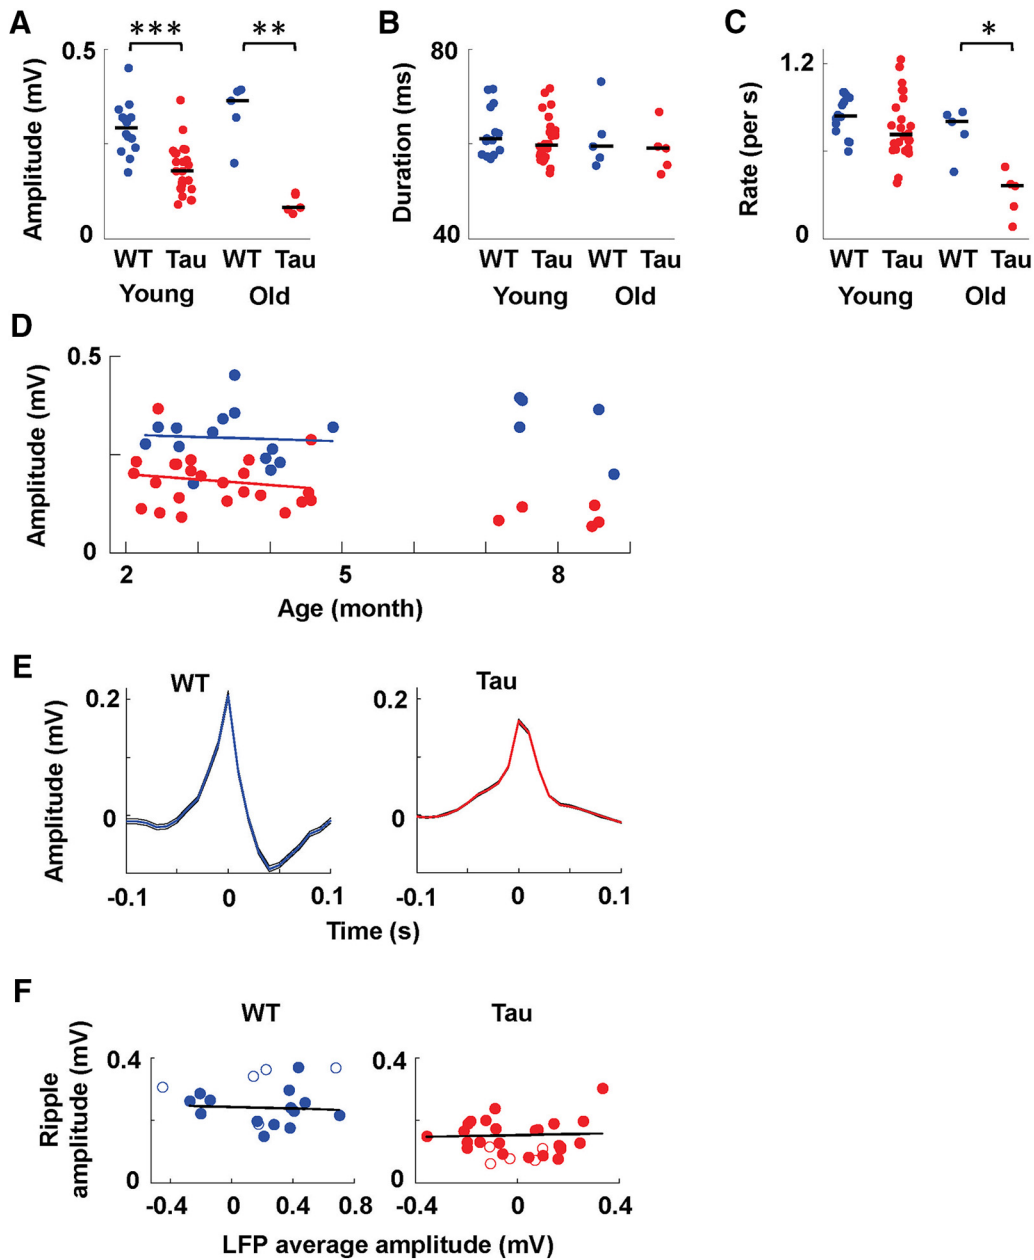 A
Amplitude (mV)
0.5
0
***
**
WT Tau WT Tau
Young Old
B
Duration (ms)
80
40
WT Tau WT Tau
Young Old
C
Rate (per s)
1.2
0
*
WT Tau WT Tau
Young Old
D
Amplitude (mV)
0.5
0
2 5 8
Age (month)
E
WT
Amplitude (mV)
0.2
0
-0.1 0 0.1
Tau
0.2
0
-0.1 0 0.1
Time (s)
F
WT
Ripple
amplitude (mV)
0.4
0
-0.4 0 0.4 0.8
Tau
0.4
0
-0.4 0 0.4
LFP average amplitude (mV)